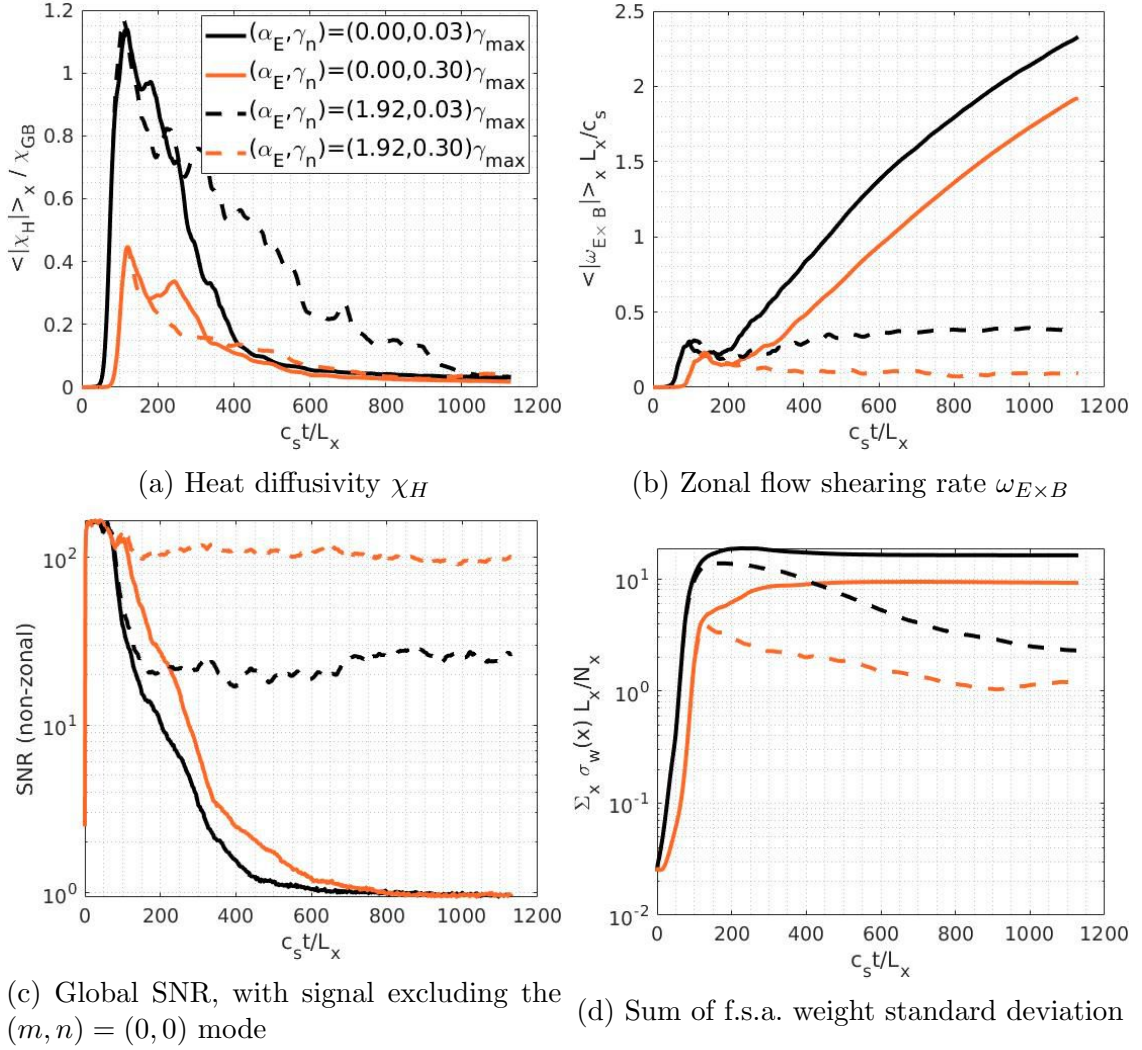 1.2
1
0.8
0.6
0.4
0.2
0
<|χ_H|>_x / χ_GB
(α_E,γ_n)=(0.00,0.03)γ_max
(α_E,γ_n)=(0.00,0.30)γ_max
(α_E,γ_n)=(1.92,0.03)γ_max
(α_E,γ_n)=(1.92,0.30)γ_max
0 200 400 600 800 1000 1200
c_s t/L_x
(a) Heat diffusivity χ_H
2.5
2
1.5
1
0.5
0
<|ω_{E× B}|>_x L_x/c_s
0 200 400 600 800 1000 1200
c_s t/L_x
(b) Zonal flow shearing rate ω_{E×B}
10^2
10^1
10^0
SNR (non-zonal)
0 200 400 600 800 1000 1200
c_s t/L_x
(c) Global SNR, with signal excluding the
(m, n) = (0, 0) mode
10^1
10^0
10^-1
10^-2
Σ_x σ_w(x) L_x/N_x
0 200 400 600 800 1000 1200
c_s t/L_x
(d) Sum of f.s.a. weight standard deviation